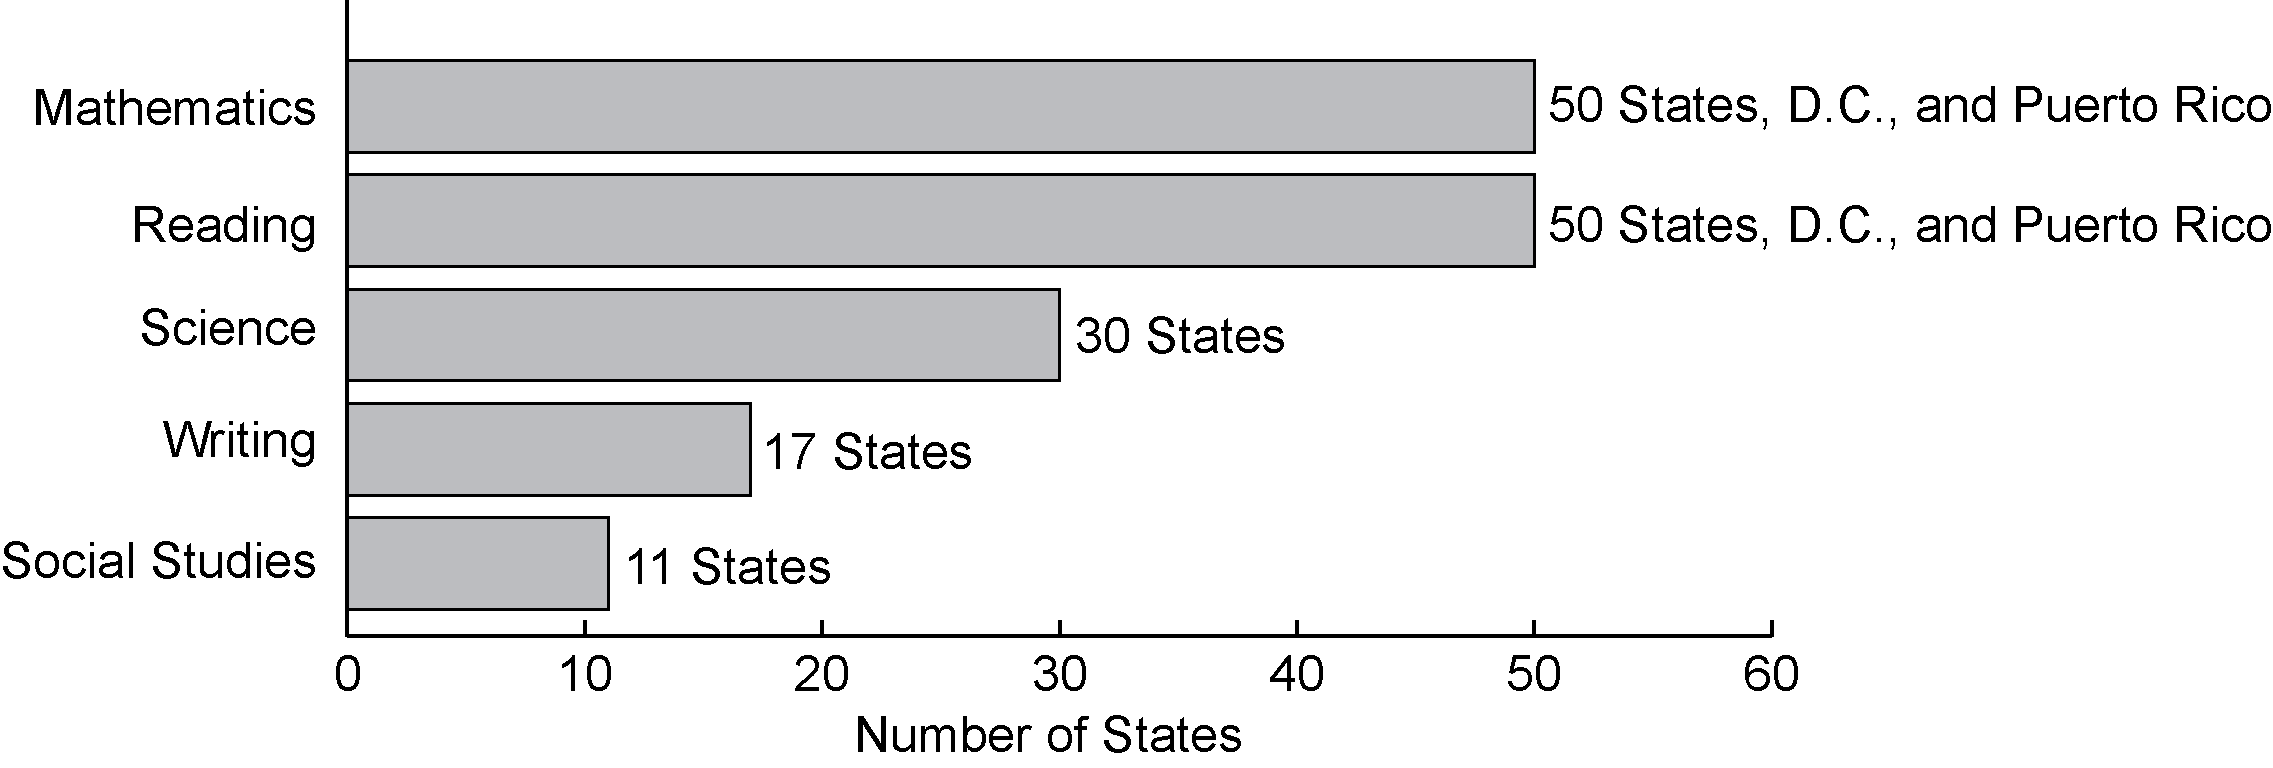 Mathematics 50 States, D.C., and Puerto Rico
Reading 50 States, D.C., and Puerto Rico
Science 30 States
Writing 17 States
Social Studies 11 States
0 10 20 30 40 50 60
Number of States